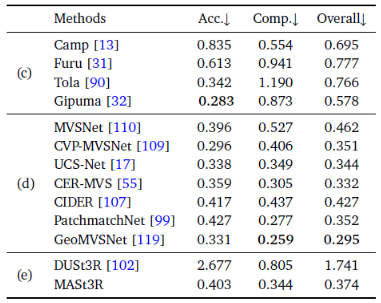 Methods Acc.↓ Comp.↓ Overall↓
(c)
Camp [13] 0.835 0.554 0.695
Furu [31] 0.613 0.941 0.777
Tola [90] 0.342 1.190 0.766
Gipuma [32] 0.283 0.873 0.578
(d)
MVSNet [110] 0.396 0.527 0.462
CVP-MVSNet [109] 0.296 0.406 0.351
UCS-Net [17] 0.338 0.349 0.344
CER-MVS [55] 0.359 0.305 0.332
CIDER [107] 0.417 0.437 0.427
PatchmatchNet [99] 0.427 0.277 0.352
GeoMVSNet [119] 0.331 0.259 0.295
(e)
DUSt3R [102] 2.677 0.805 1.741
MASt3R 0.403 0.344 0.374